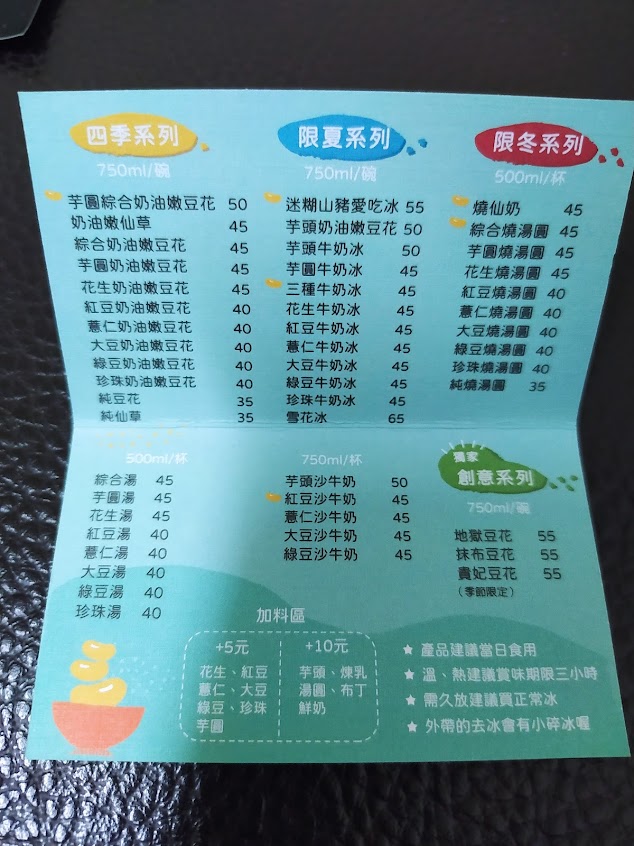 四季系列
750ml/碗
芋圓綜合奶油嫩豆花 50
奶油嫩仙草 45
綜合奶油嫩豆花 45
芋圓奶油嫩豆花 45
花生奶油嫩豆花 45
紅豆奶油嫩豆花 40
薏仁奶油嫩豆花 40
大豆奶油嫩豆花 40
綠豆奶油嫩豆花 40
珍珠奶油嫩豆花 40
純豆花 35
純仙草 35
限夏系列
750ml/碗
迷糊山豬愛吃冰 55
芋頭奶油嫩豆花 50
芋頭牛奶冰 50
芋圓牛奶冰 45
三種牛奶冰 45
花生牛奶冰 45
紅豆牛奶冰 45
薏仁牛奶冰 45
大豆牛奶冰 45
綠豆牛奶冰 45
珍珠牛奶冰 45
雪花冰 65
限冬系列
500ml/杯
燒仙奶 45
綜合燒湯圓 45
芋圓燒湯圓 45
花生燒湯圓 45
紅豆燒湯圓 40
薏仁燒湯圓 40
大豆燒湯圓 40
綠豆燒湯圓 40
珍珠燒湯圓 40
純燒湯圓 35
500ml/杯
綜合湯 45
芋圓湯 45
花生湯 45
紅豆湯 40
薏仁湯 40
大豆湯 40
綠豆湯 40
珍珠湯 40
750ml/杯
芋頭沙牛奶 50
紅豆沙牛奶 45
薏仁沙牛奶 45
大豆沙牛奶 45
綠豆沙牛奶 45
獨家
創意系列
750ml/碗
地獄豆花 55
抹布豆花 55
貴妃豆花 55
(季節限定)
加料區
+5元
花生、紅豆
薏仁、大豆
綠豆、珍珠
芋圓
+10元
芋頭、煉乳
湯圓、布丁
鮮奶
★ 產品建議當日食用
★ 溫、熱建議賞味期限三小時
★ 需久放建議買正常冰
★ 外帶的去冰會有小碎冰喔